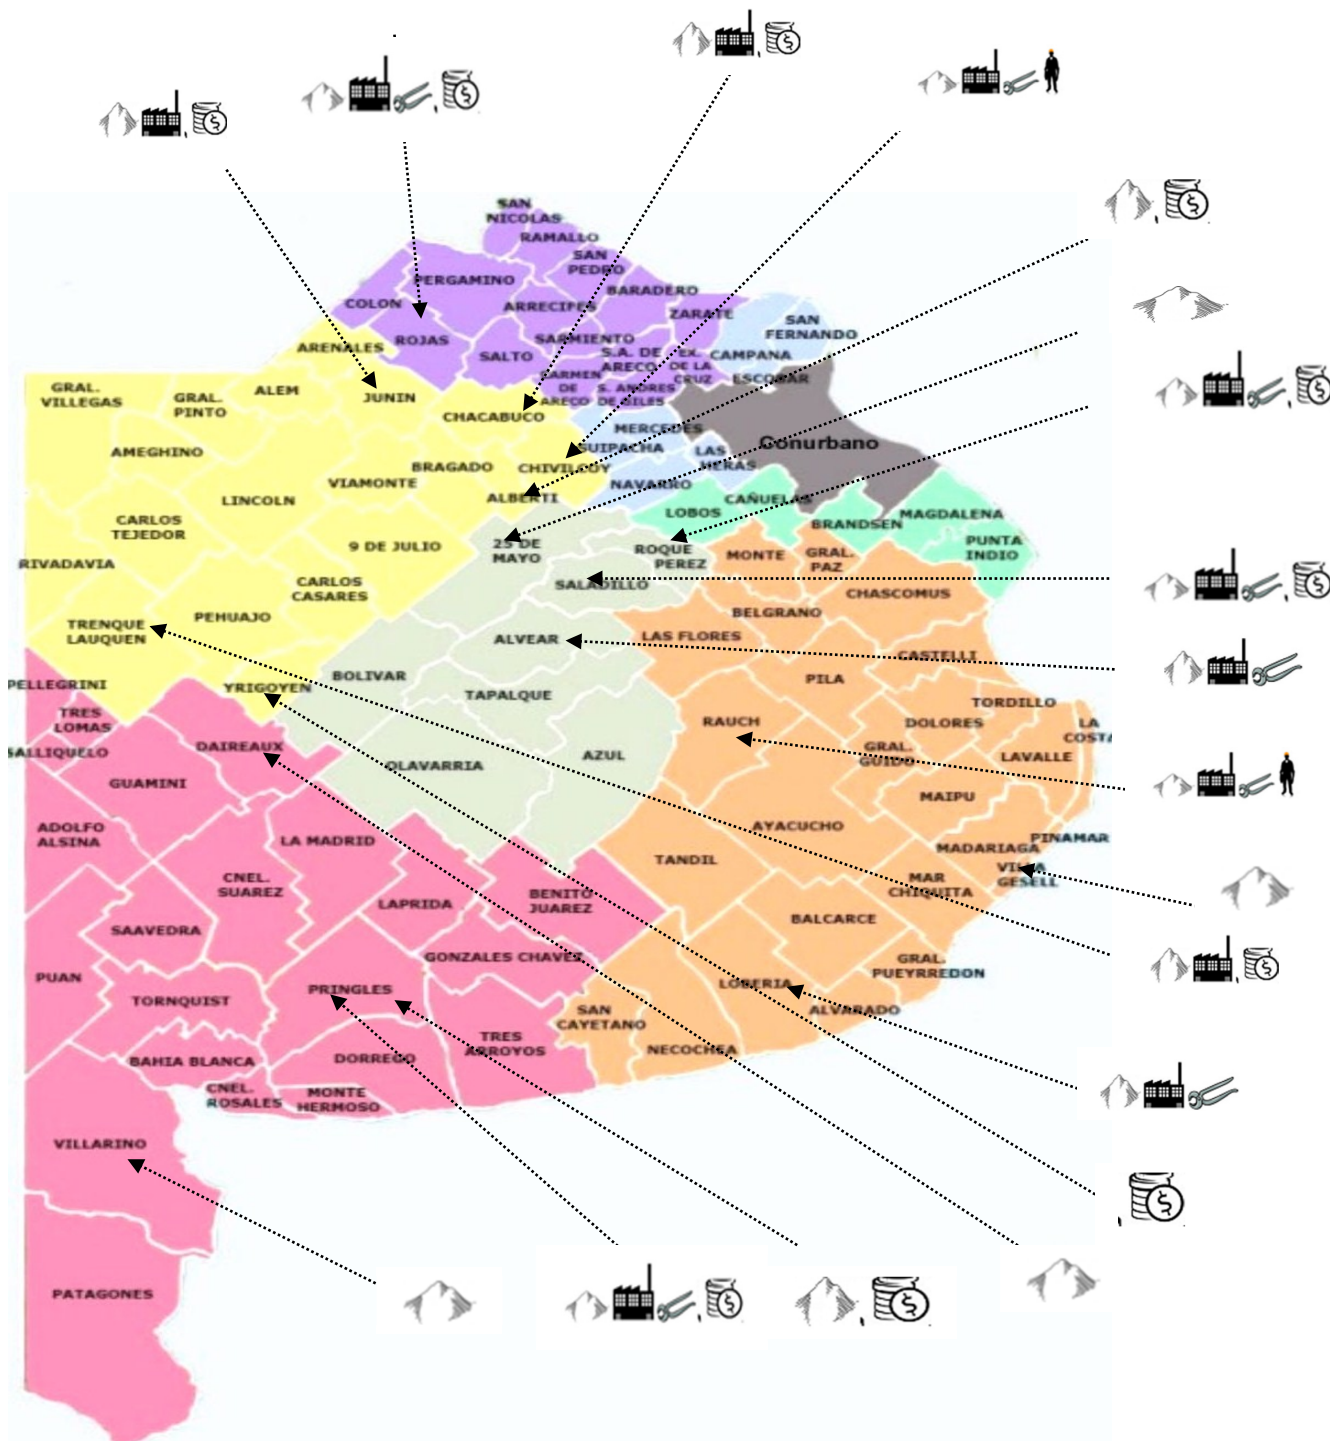 SAN
NICOLAS
RAMALLO
SAN
PEDRO
PERGAMINO
BARADERO
COLON
ARRECIFES
ZARATE
SAN
FERNANDO
ROJAS
ARENALES
SARMIENTO
SALTO
S.A. DE
ARECO
EX.
DE LA
CRUZ
CAMPANA
ESCOBAR
CARMEN
DE
ARECO
S. ANDRES
DE GILES
GRAL.
VILLEGAS
GRAL.
PINTO
ALEM
JUNIN
CHACABUCO
MERCEDES
SUIPACHA
Conurbano
AMEGHINO
BRAGADO
CHIVILCOY
LAS
HERAS
VIAMONTE
NAVARRO
LINCOLN
ALBERTI
CAÑUELAS
LOBOS
MAGDALENA
BRANDSEN
CARLOS
TEJEDOR
9 DE JULIO
25 DE
MAYO
ROQUE
PEREZ
MONTE
GRAL.
PAZ
PUNTA
INDIO
RIVADAVIA
CARLOS
CASARES
SALADILLO
CHASCOMUS
PEHUAJO
BELGRANO
TRENQUE
LAUQUEN
ALVEAR
LAS FLORES
CASTELLI
BOLIVAR
PILA
PELLEGRINI
YRIGOYEN
TAPALQUE
TORDILLO
TRES
LOMAS
RAUCH
DOLORES
LA
COSTA
SALLIQUELO
DAIREAUX
AZUL
GRAL.
GUIDO
LAVALLE
OLAVARRIA
GUAMINI
MAIPU
ADOLFO
ALSINA
LA MADRID
AYACUCHO
PINAMAR
MADARIAGA
TANDIL
VILLA
GESELL
CNEL.
SUAREZ
MAR
CHIQUITA
LAPRIDA
BENITO
JUAREZ
BALCARCE
SAAVEDRA
GONZALES CHAVES
GRAL.
PUEYRREDON
PUAN
PRINGLES
LOBERIA
TORNQUIST
ALVARADO
SAN
CAYETANO
TRES
ARROYOS
NECOCHEA
BAHIA BLANCA
DORREGO
CNEL.
ROSALES
MONTE
HERMOSO
VILLARINO
PATAGONES